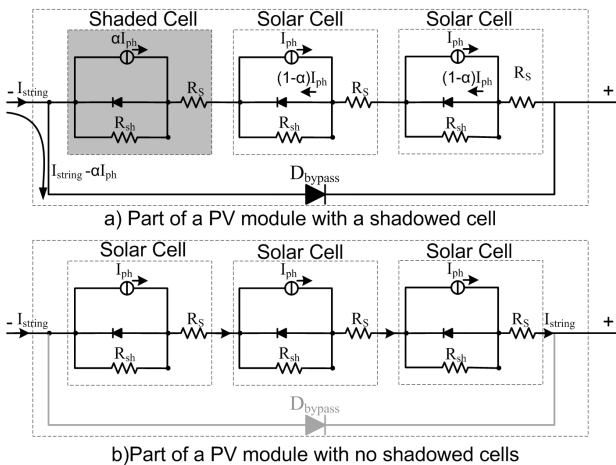 Shaded Cell Solar Cell Solar Cell
αIph Iph Iph
- Istring RS (1-α)Iph RS (1-α)Iph RS +
Rsh Rsh Rsh
Istring -αIph
Dbypass
a) Part of a PV module with a shadowed cell
Solar Cell Solar Cell Solar Cell
Iph Iph Iph
- Istring RS RS RS Istring +
Rsh Rsh Rsh
Dbypass
b)Part of a PV module with no shadowed cells